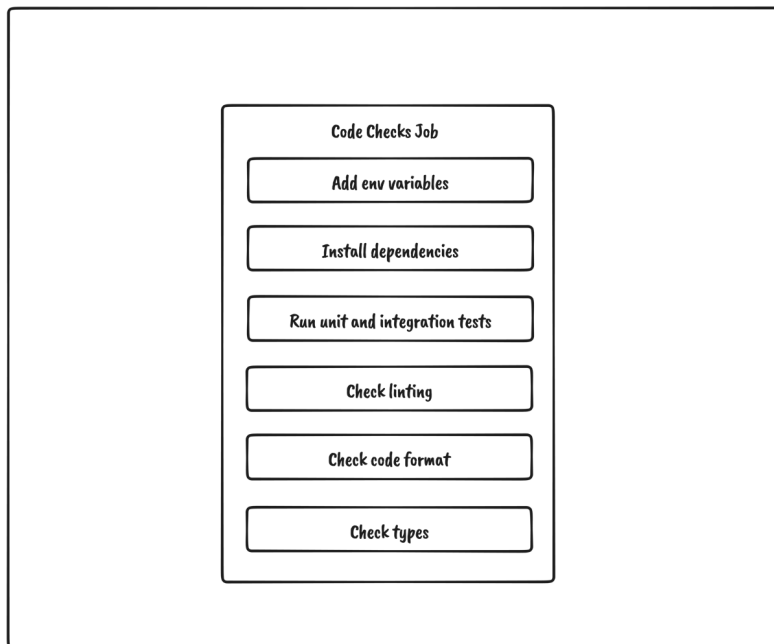 Code Checks Job
Add env variables
Install dependencies
Run unit and integration tests
Check linting
Check code format
Check types